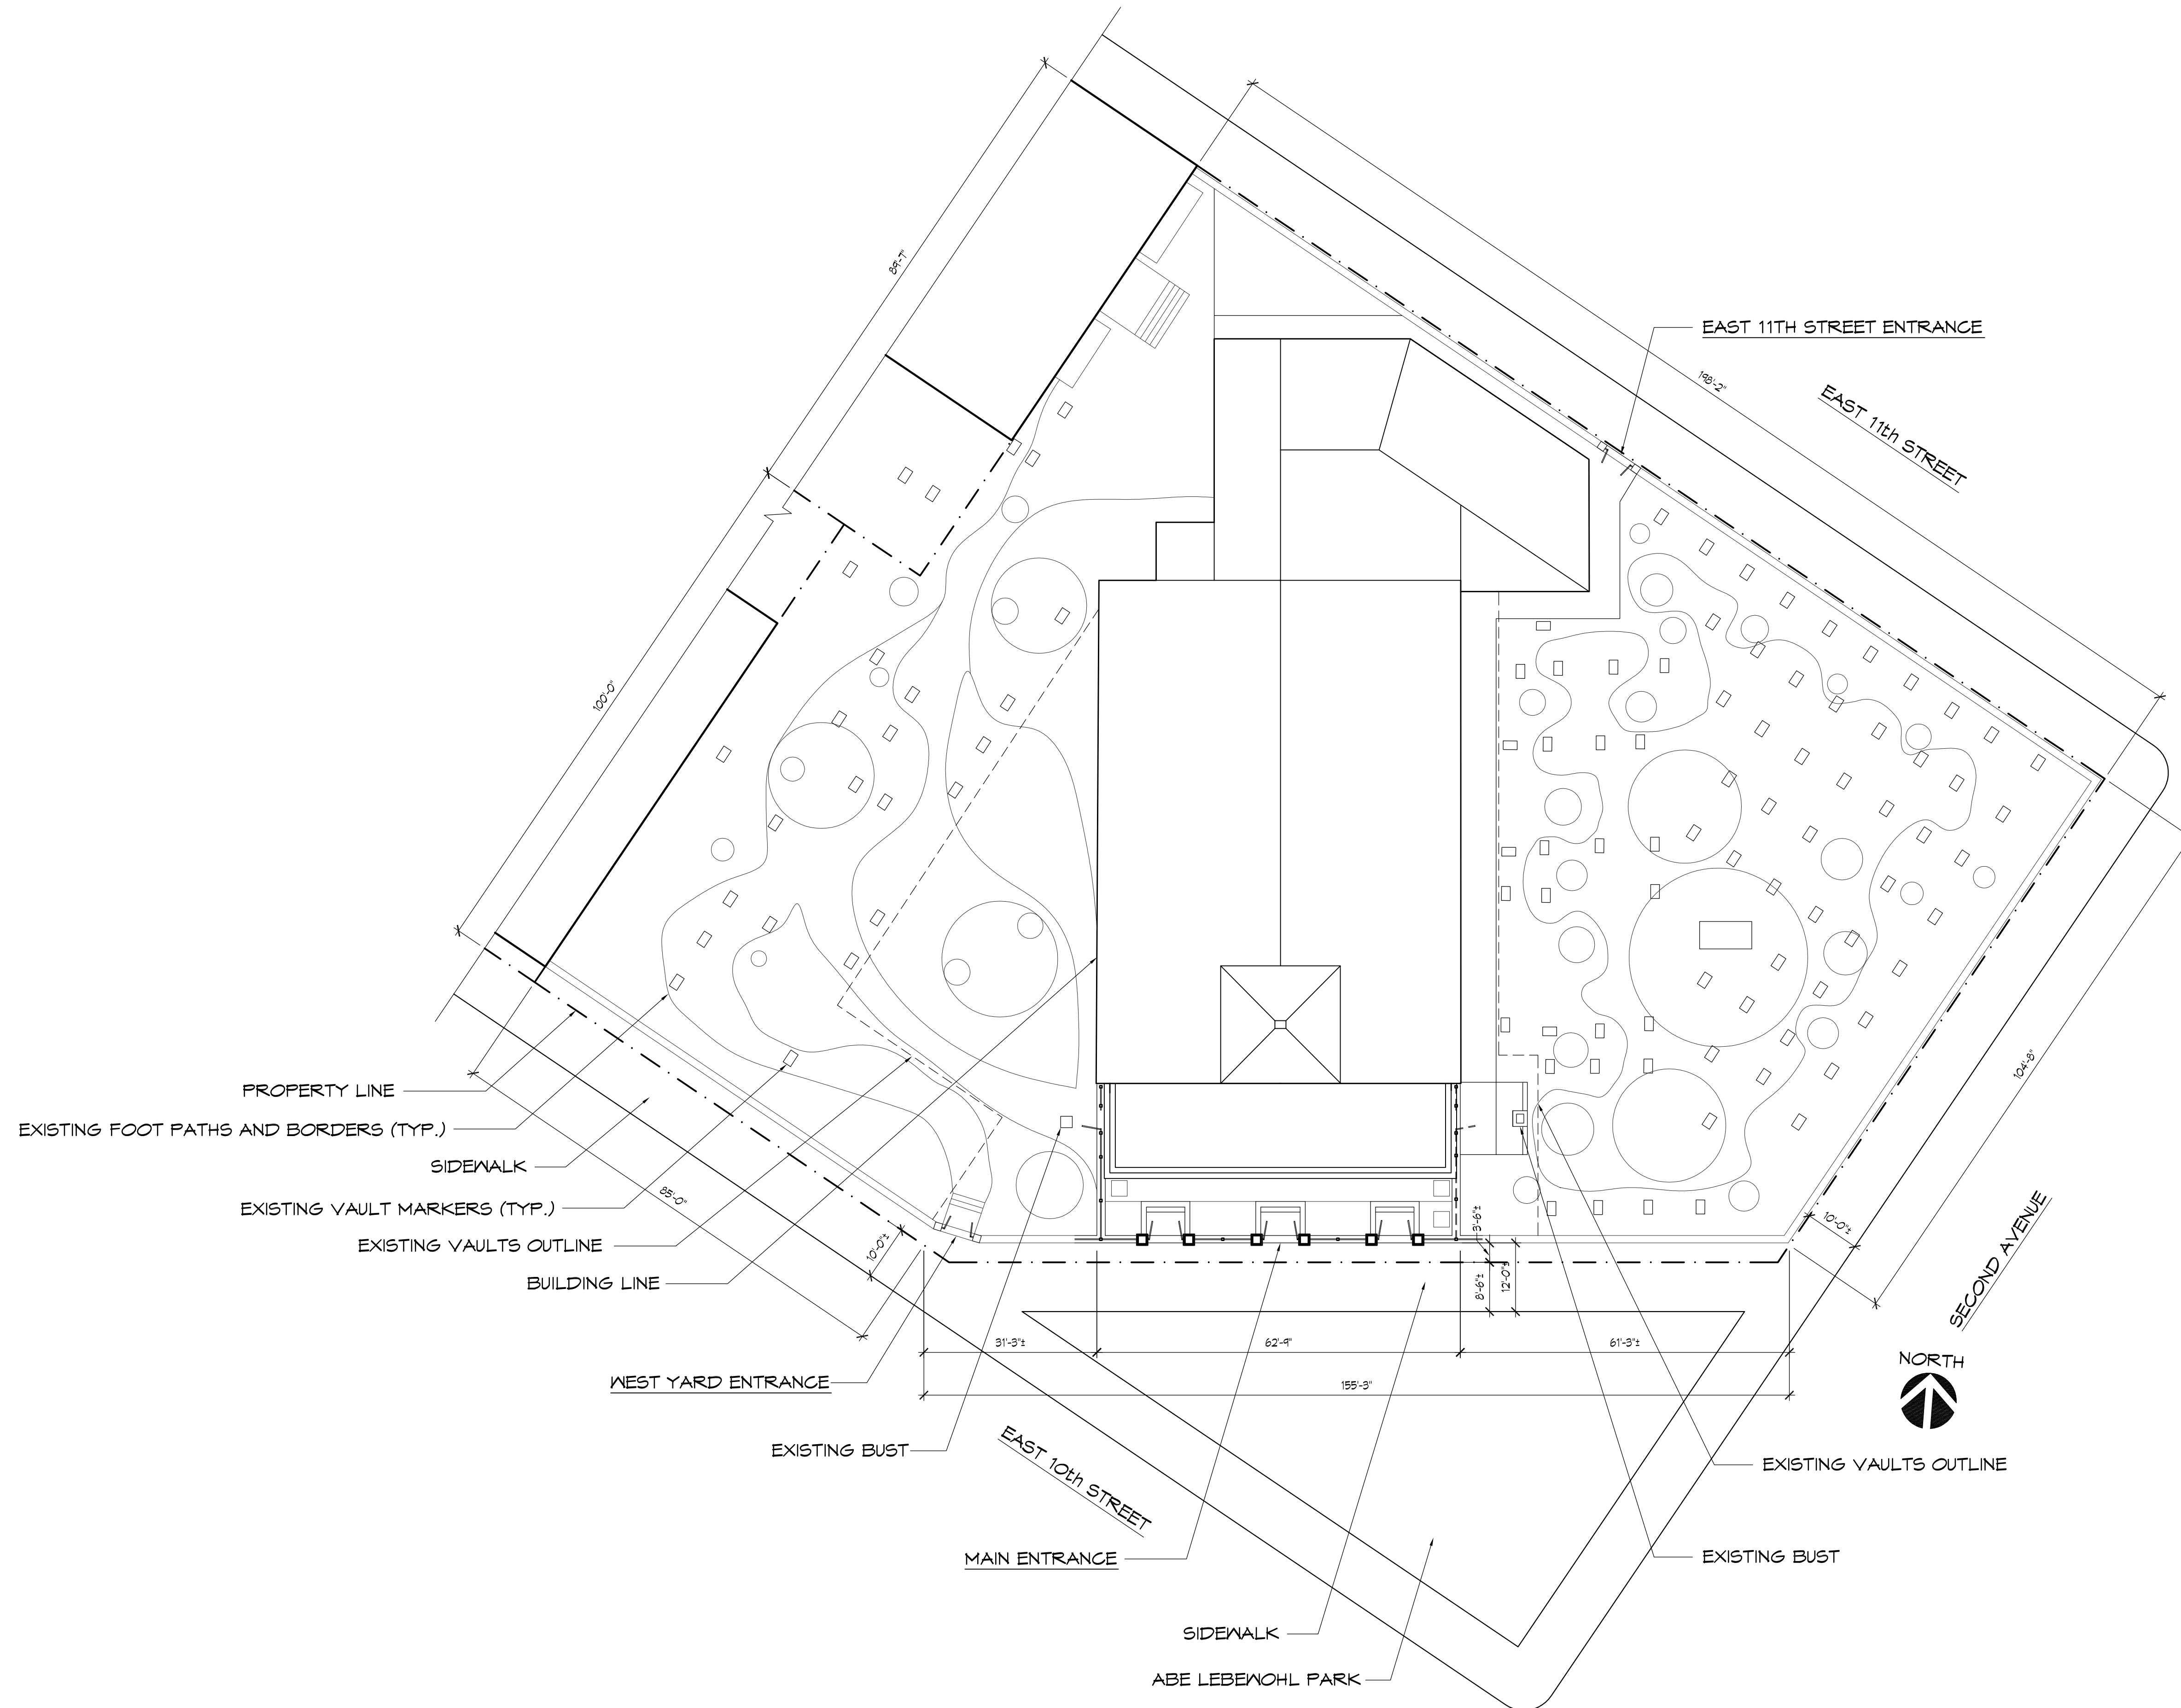 89'-7"
198'-2"
EAST 11TH STREET ENTRANCE
EAST 11th STREET
100'-0"
104'-8"
PROPERTY LINE
EXISTING FOOT PATHS AND BORDERS (TYP.)
SIDEWALK
EXISTING VAULT MARKERS (TYP.)
85'-0"
EXISTING VAULTS OUTLINE
BUILDING LINE
10'-0"±
3'-6"±
8'-6"±
12'-0"±
10'-0"±
SECOND AVENUE
31'-3"±
62'-9"
61'-3"±
155'-3"
NORTH
WEST YARD ENTRANCE
EXISTING BUST
EAST 10th STREET
EXISTING VAULTS OUTLINE
MAIN ENTRANCE
EXISTING BUST
SIDEWALK
ABE LEBEWOHL PARK